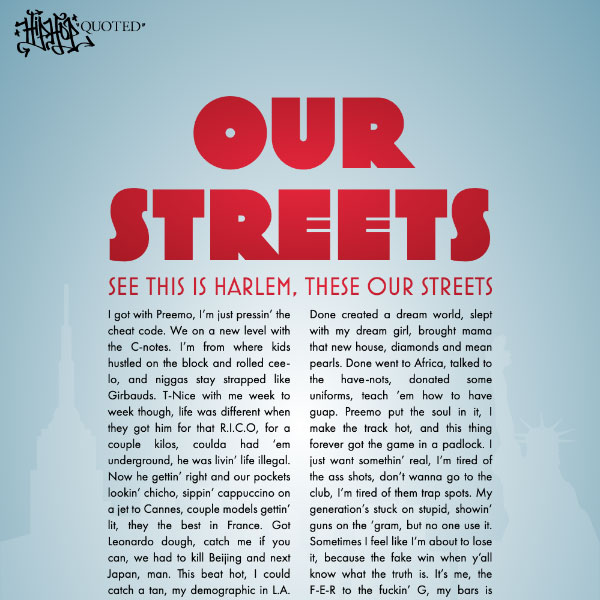 HIPHOP QUOTED
OUR
STREETS
SEE THIS IS HARLEM, THESE OUR STREETS
I got with Preemo, I'm just pressin' the
cheat code. We on a new level with
the C-notes. I'm from where kids
hustled on the block and rolled cee-
lo, and niggas stay strapped like
Girbauds. T-Nice with me week to
week though, life was different when
they got him for that R.I.C.O, for a
couple kilos, coulda had 'em
underground, he was livin' life illegal.
Now he gettin' right and our pockets
lookin' chicho, sippin' cappuccino on
a jet to Cannes, couple models gettin'
lit, they the best in France. Got
Leonardo dough, catch me if you
can, we had to kill Beijing and next
Japan, man. This beat hot, I could
catch a tan, my demographic in L.A.
Done created a dream world, slept
with my dream girl, brought mama
that new house, diamonds and mean
pearls. Done went to Africa, talked to
the have-nots, donated some
uniforms, teach 'em how to have
guap. Preemo put the soul in it, I
make the track hot, and this thing
forever got the game in a padlock. I
just want somethin' real, I'm tired of
the ass shots, don't wanna go to the
club, I'm tired of them trap spots. My
generation's stuck on stupid, showin'
guns on the 'gram, but no one use it.
Sometimes I feel like I'm about to lose
it, because the fake win when y'all
know what the truth is. It's me, the
F-E-R to the fuckin' G, my bars is